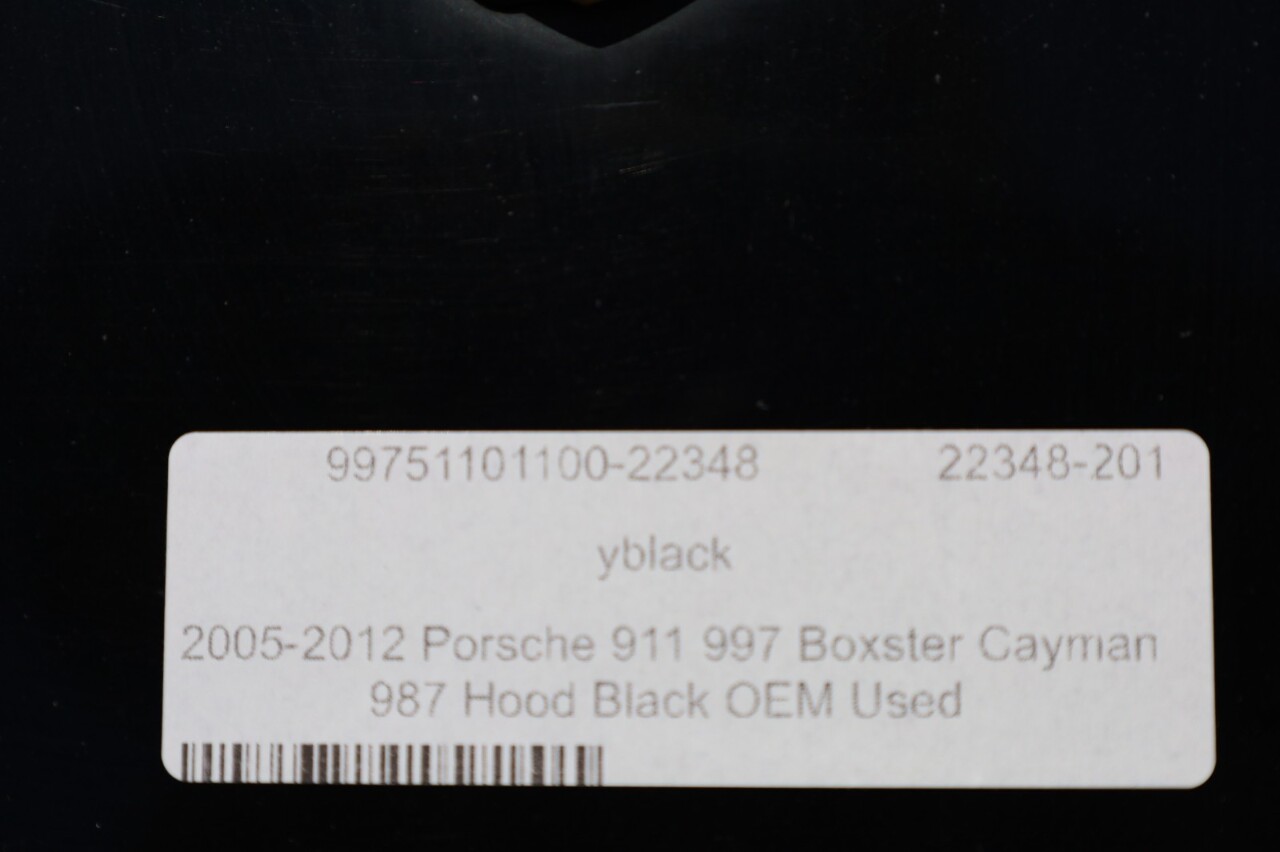 99751101100-22348 22348-201
yblack
2005-2012 Porsche 911 997 Boxster Cayman
987 Hood Black OEM Used